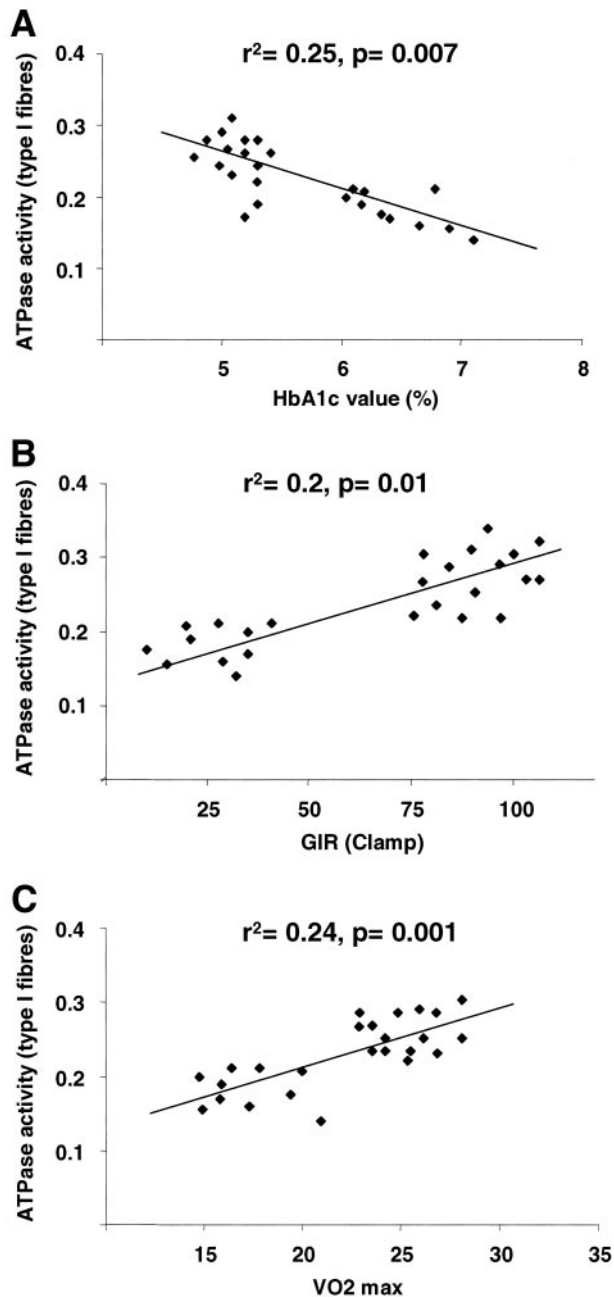 A
r²= 0.25, p= 0.007
ATPase activity (type I fibres)
0.4
0.3
0.2
0.1
5 6 7 8
HbA1c value (%)
B
r²= 0.2, p= 0.01
ATPase activity (type I fibres)
0.4
0.3
0.2
0.1
25 50 75 100
GIR (Clamp)
C
r²= 0.24, p= 0.001
ATPase activity (type I fibres)
0.4
0.3
0.2
0.1
15 20 25 30 35
VO2 max